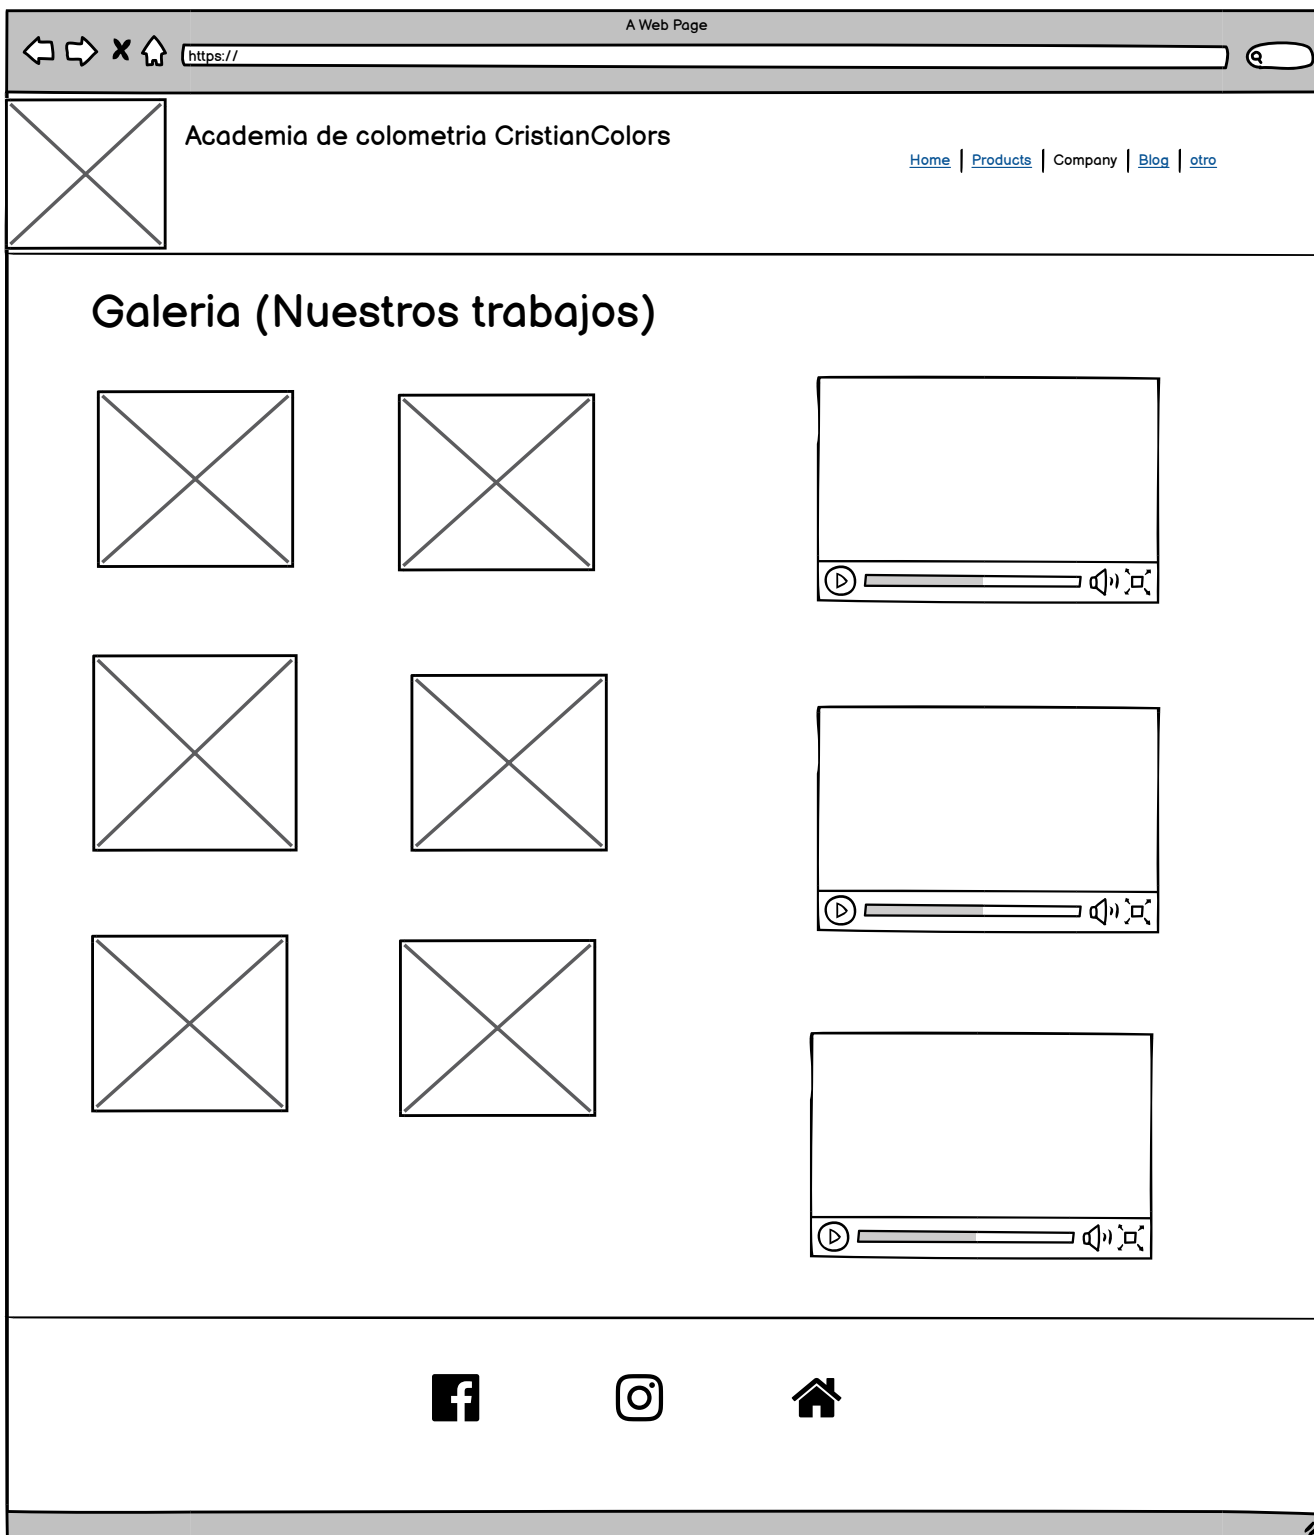 A Web Page
https://
Academia de colometria CristianColors
Home | Products | Company | Blog | otro
Galeria (Nuestros trabajos)